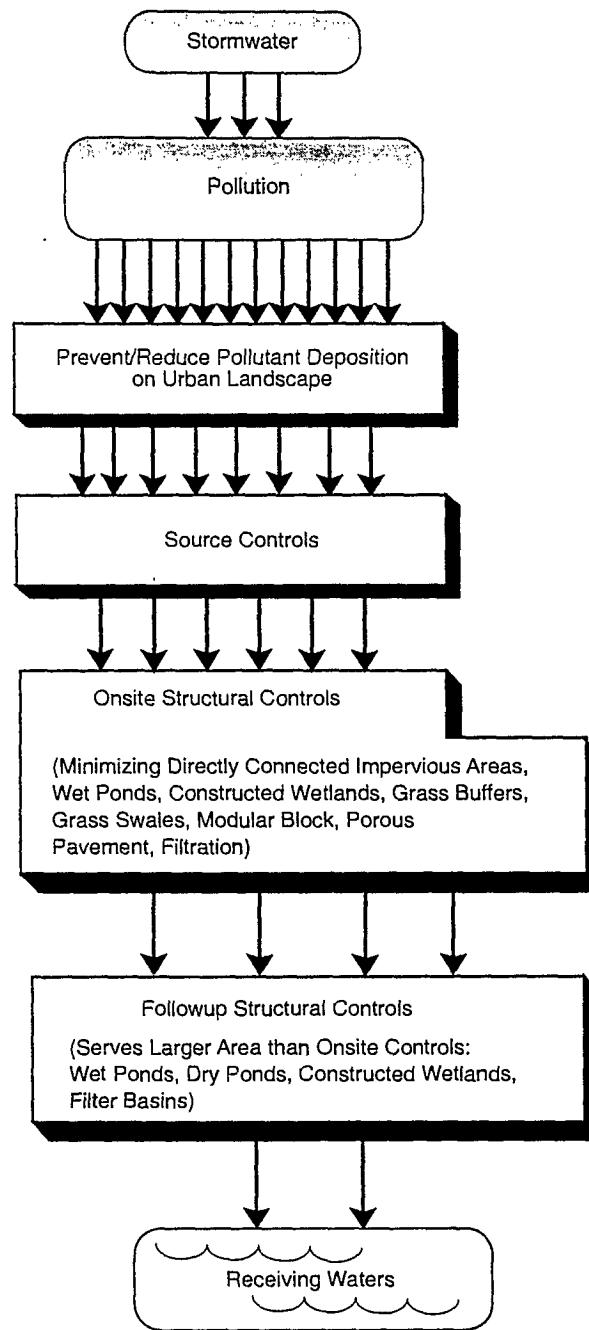 Stormwater
Pollution
Prevent/Reduce Pollutant Deposition
on Urban Landscape
Source Controls
Onsite Structural Controls
(Minimizing Directly Connected Impervious Areas,
Wet Ponds, Constructed Wetlands, Grass Buffers,
Grass Swales, Modular Block, Porous
Pavement, Filtration)
Followup Structural Controls
(Serves Larger Area than Onsite Controls:
Wet Ponds, Dry Ponds, Constructed Wetlands,
Filter Basins)
Receiving Waters